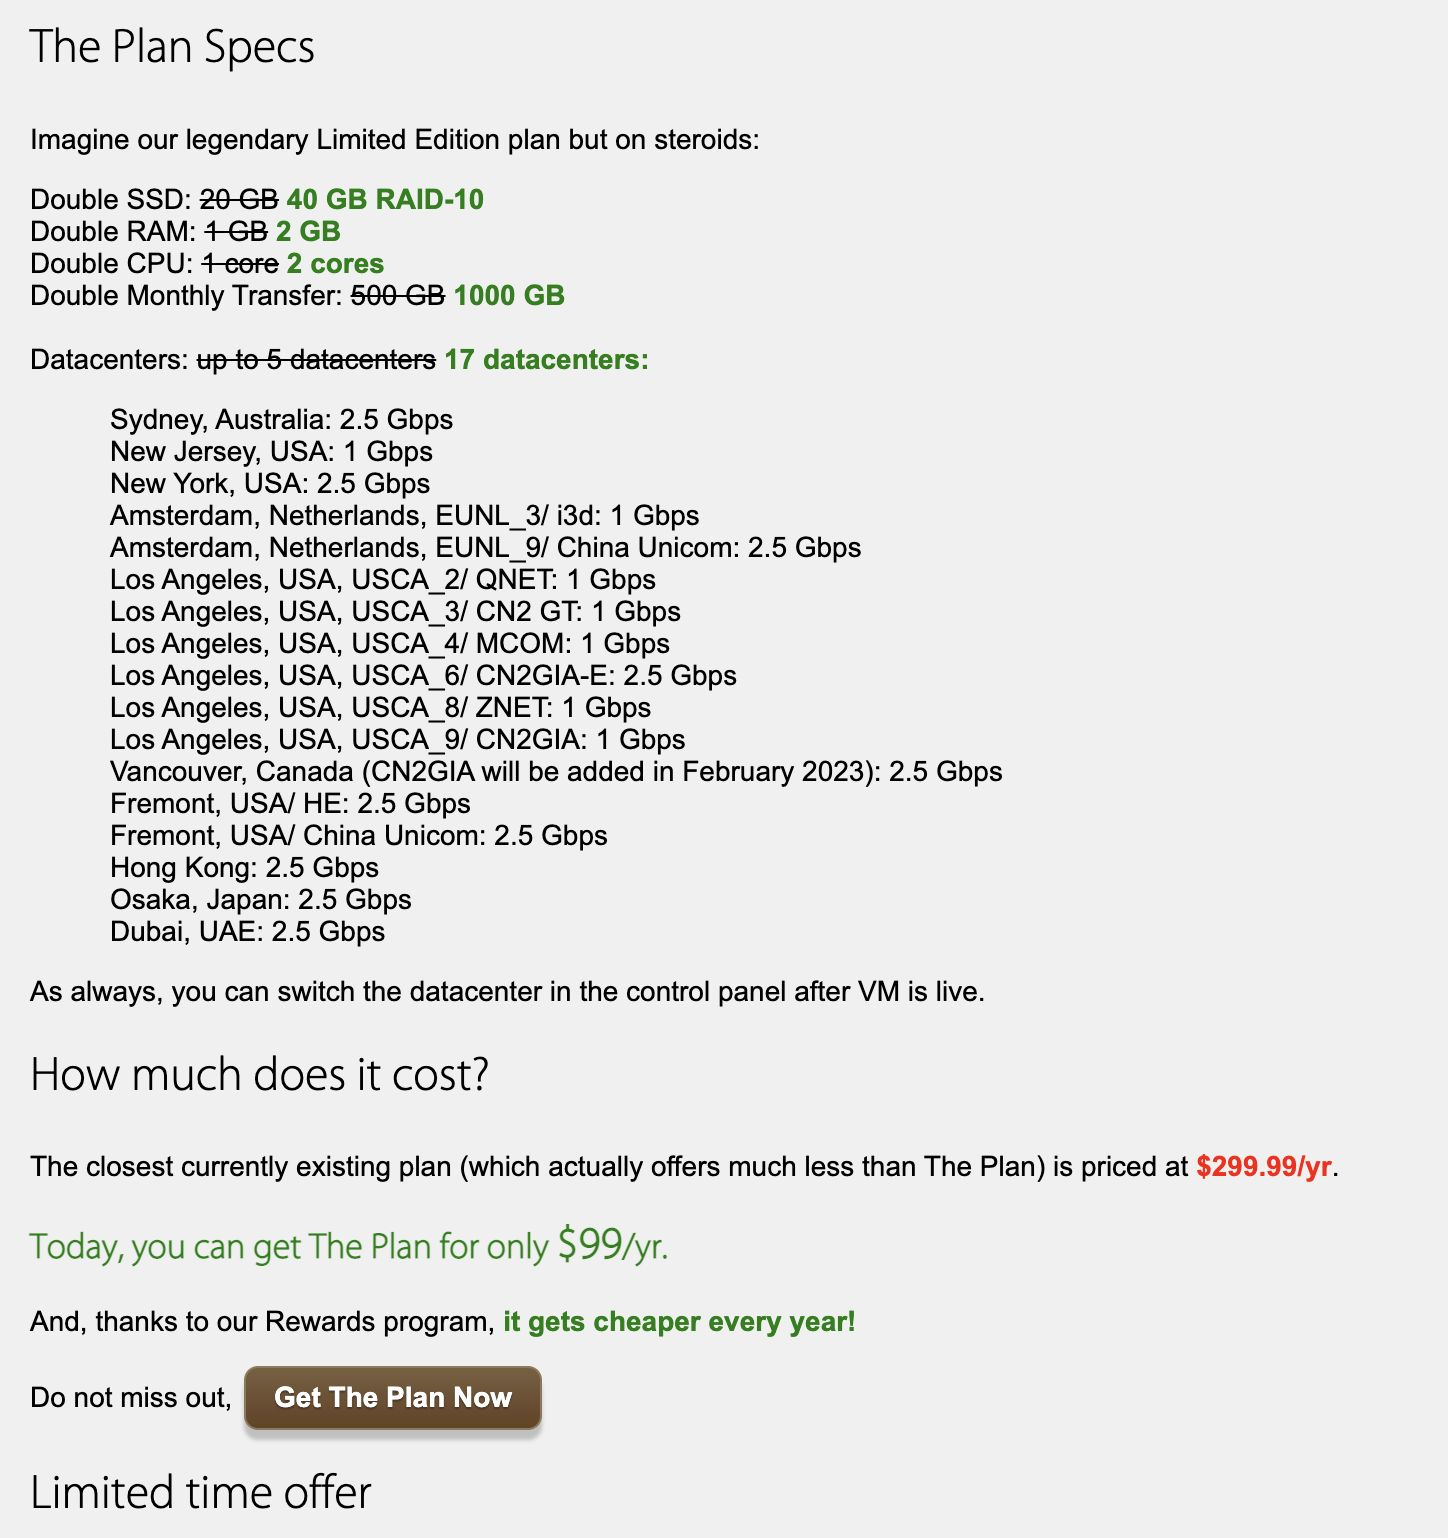 The Plan Specs
Imagine our legendary Limited Edition plan but on steroids:
Double SSD: 20 GB 40 GB RAID-10
Double RAM: 1 GB 2 GB
Double CPU: 1 core 2 cores
Double Monthly Transfer: 500 GB 1000 GB
Datacenters: up to 5 datacenters 17 datacenters:
Sydney, Australia: 2.5 Gbps
New Jersey, USA: 1 Gbps
New York, USA: 2.5 Gbps
Amsterdam, Netherlands, EUNL_3/ i3d: 1 Gbps
Amsterdam, Netherlands, EUNL_9/ China Unicom: 2.5 Gbps
Los Angeles, USA, USCA_2/ QNET: 1 Gbps
Los Angeles, USA, USCA_3/ CN2 GT: 1 Gbps
Los Angeles, USA, USCA_4/ MCOM: 1 Gbps
Los Angeles, USA, USCA_6/ CN2GIA-E: 2.5 Gbps
Los Angeles, USA, USCA_8/ ZNET: 1 Gbps
Los Angeles, USA, USCA_9/ CN2GIA: 1 Gbps
Vancouver, Canada (CN2GIA will be added in February 2023): 2.5 Gbps
Fremont, USA/ HE: 2.5 Gbps
Fremont, USA/ China Unicom: 2.5 Gbps
Hong Kong: 2.5 Gbps
Osaka, Japan: 2.5 Gbps
Dubai, UAE: 2.5 Gbps
As always, you can switch the datacenter in the control panel after VM is live.
How much does it cost?
The closest currently existing plan (which actually offers much less than The Plan) is priced at $299.99/yr.
Today, you can get The Plan for only $99/yr.
And, thanks to our Rewards program, it gets cheaper every year!
Do not miss out, Get The Plan Now
Limited time offer